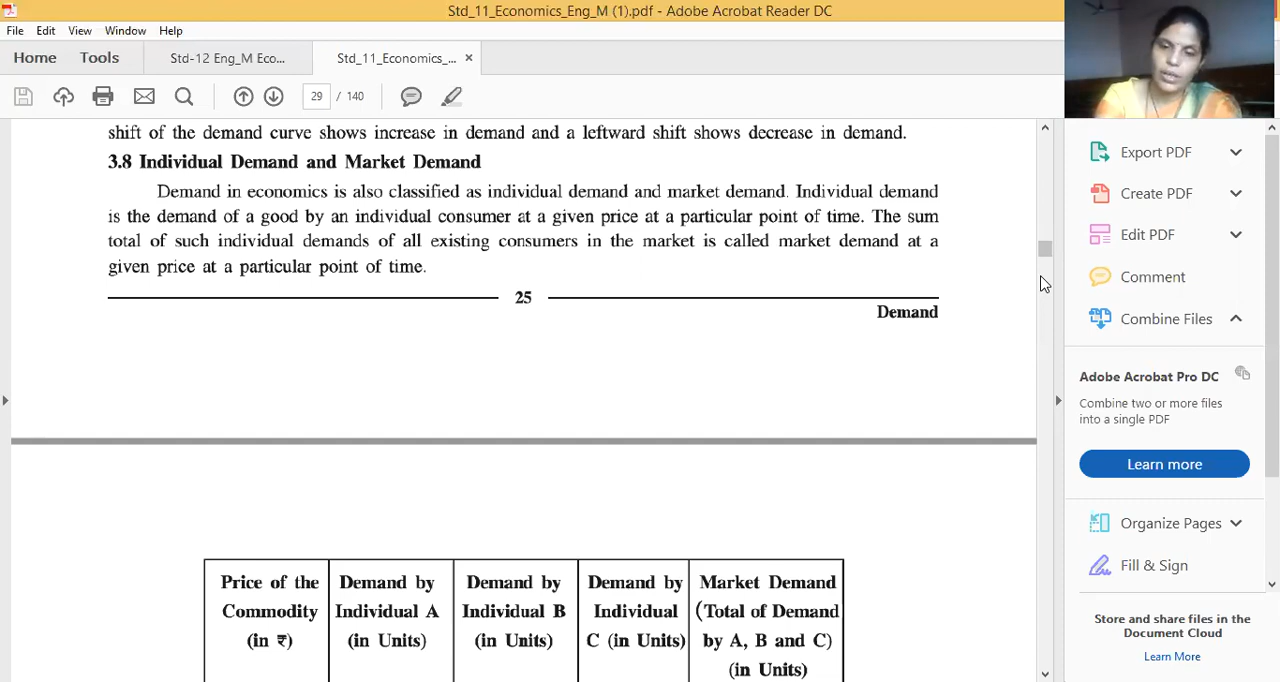 Std_11_Economics_Eng_M (1).pdf - Adobe Acrobat Reader DC
File Edit View Window Help
Home Tools Std-12 Eng_M Eco... Std_11_Economics_... ×
29 / 140
shift of the demand curve shows increase in demand and a leftward shift shows decrease in demand.
3.8 Individual Demand and Market Demand
Demand in economics is also classified as individual demand and market demand. Individual demand
is the demand of a good by an individual consumer at a given price at a particular point of time. The sum
total of such individual demands of all existing consumers in the market is called market demand at a
given price at a particular point of time.
25
Demand
Price of the
Commodity
(in ₹)
Demand by
Individual A
(in Units)
Demand by
Individual B
(in Units)
Demand by
Individual
C (in Units)
Market Demand
(Total of Demand
by A, B and C)
(in Units)
Export PDF
Create PDF
Edit PDF
Comment
Combine Files
Adobe Acrobat Pro DC
Combine two or more files
into a single PDF
Learn more
Organize Pages
Fill & Sign
Store and share files in the
Document Cloud
Learn More